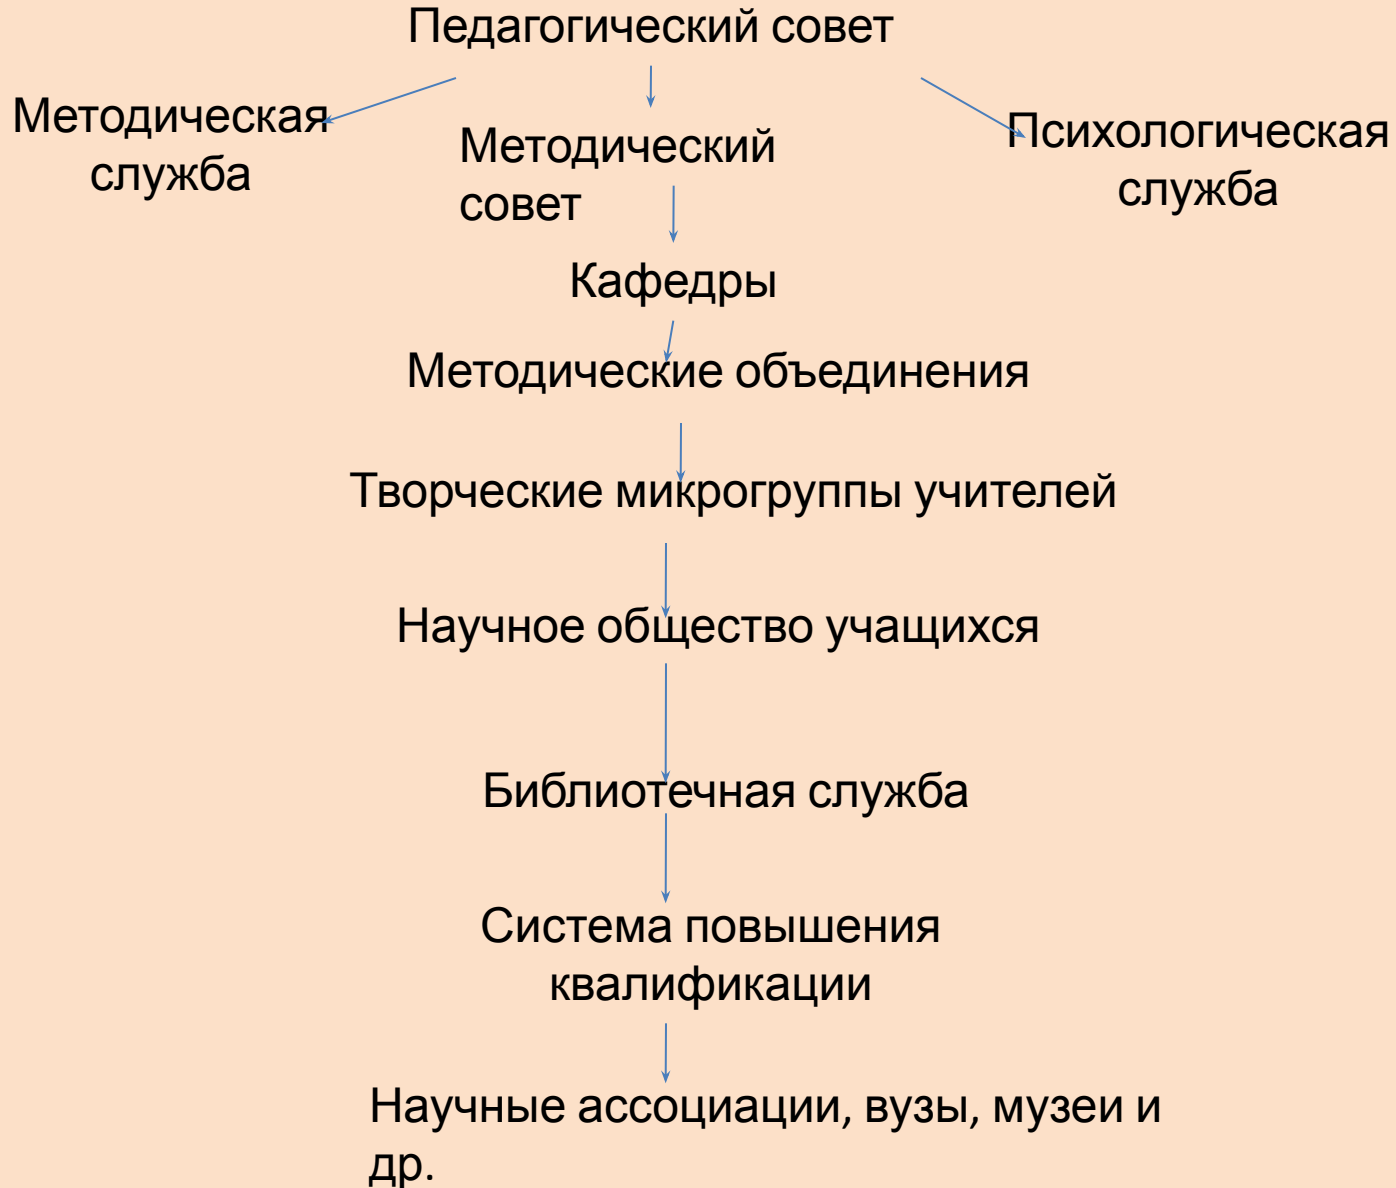 Педагогический совет
Методическая
служба
Методический
совет
Психологическая
служба
Кафедры
Методические объединения
Творческие микрогруппы учителей
Научное общество учащихся
Библиотечная служба
Система повышения
квалификации
Научные ассоциации, вузы, музеи и
др.